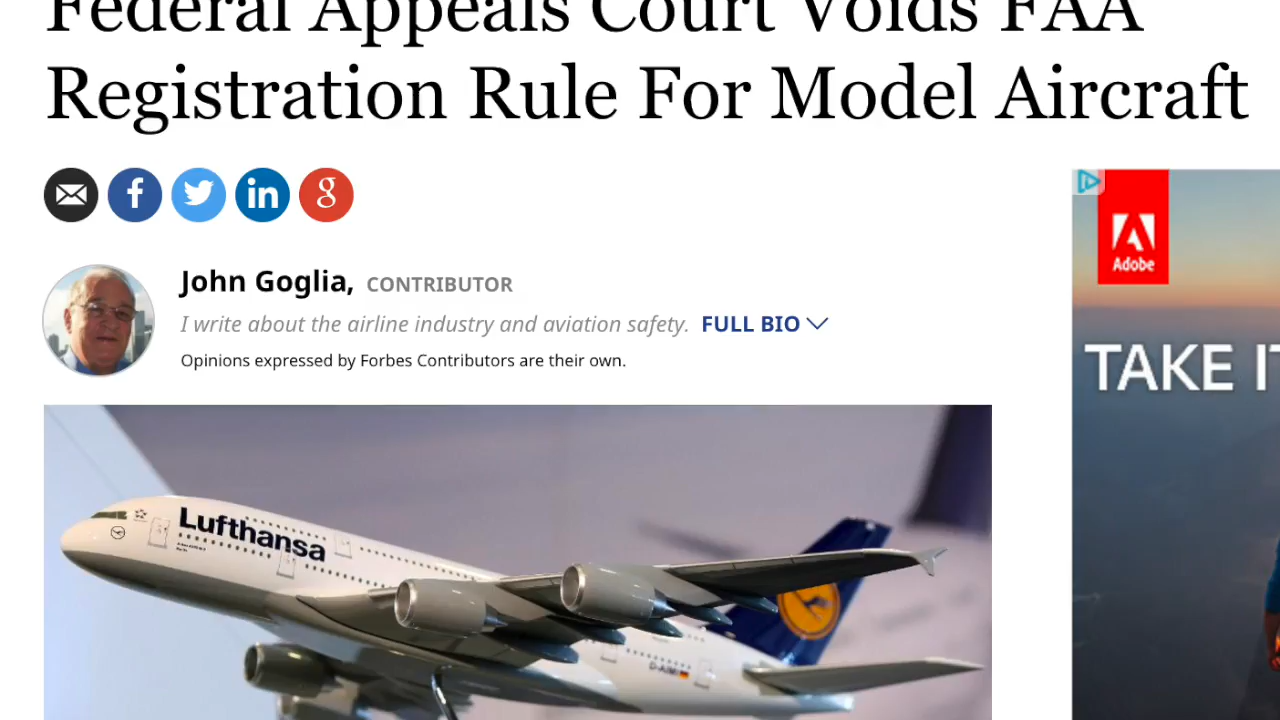 Federal Appeals Court Voids FAA
Registration Rule For Model Aircraft
John Goglia, CONTRIBUTOR
I write about the airline industry and aviation safety. FULL BIO
Opinions expressed by Forbes Contributors are their own.
Adobe
TAKE IT
Lufthansa